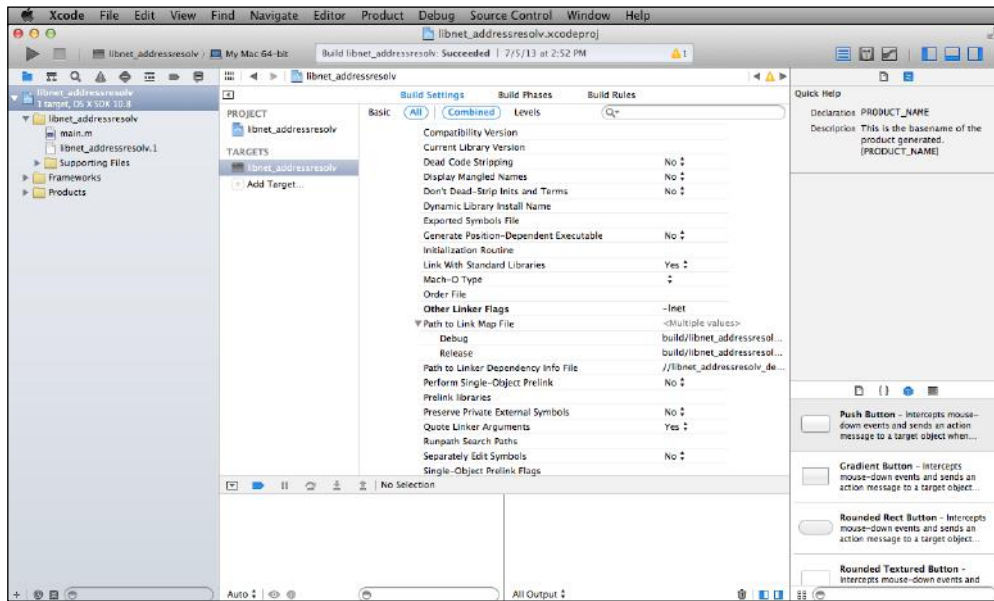 Xcode File Edit View Find Navigate Editor Product Debug Source Control Window Help
libnet_addressresolv.xcodeproj
libnet_addressresolv My Mac 64-bit
Build libnet_addressresolv: Succeeded | 7/5/13 at 2:52 PM
1
libnet_addressresolv
1 target, OS X SDK 10.8
libnet_addressresolv
main.m
libnet_addressresolv.1
Supporting Files
Frameworks
Products
libnet_addressresolv
Build Settings Build Phases Build Rules
PROJECT
libnet_addressresolv
TARGETS
libnet_addressresolv
Add Target...
Basic All Combined Levels
Compatibility Version
Current Library Version
Dead Code Stripping No
Display Mangled Names No
Don't Dead-Strip Inits and Terms No
Dynamic Library Install Name
Exported Symbols File
Generate Position-Dependent Executable No
Initialization Routine
Link With Standard Libraries Yes
Mach-O Type
Order File
Other Linker Flags -lnet
Path to Link Map File <Multiple values>
Debug build/libnet_addressresol...
Release build/libnet_addressresol...
Path to Linker Dependency Info File //libnet_addressresolv_de...
Perform Single-Object Prelink No
Prelink libraries
Preserve Private External Symbols No
Quote Linker Arguments Yes
Runpath Search Paths
Separately Edit Symbols No
Single-Object Prelink Flags
No Selection
Auto
All Output
Quick Help
Declaration PRODUCT_NAME
Description This is the basename of the
product generated.
[PRODUCT_NAME]
{ }
Push Button - Intercepts mouse-
down events and sends an action
message to a target object when...
Gradient Button - Intercepts
mouse-down events and sends an
action message to a target object...
Rounded Rect Button - Intercepts
mouse-down events and sends an
action message to a target object...
Rounded Textured Button -
Intercepts mouse-down events and